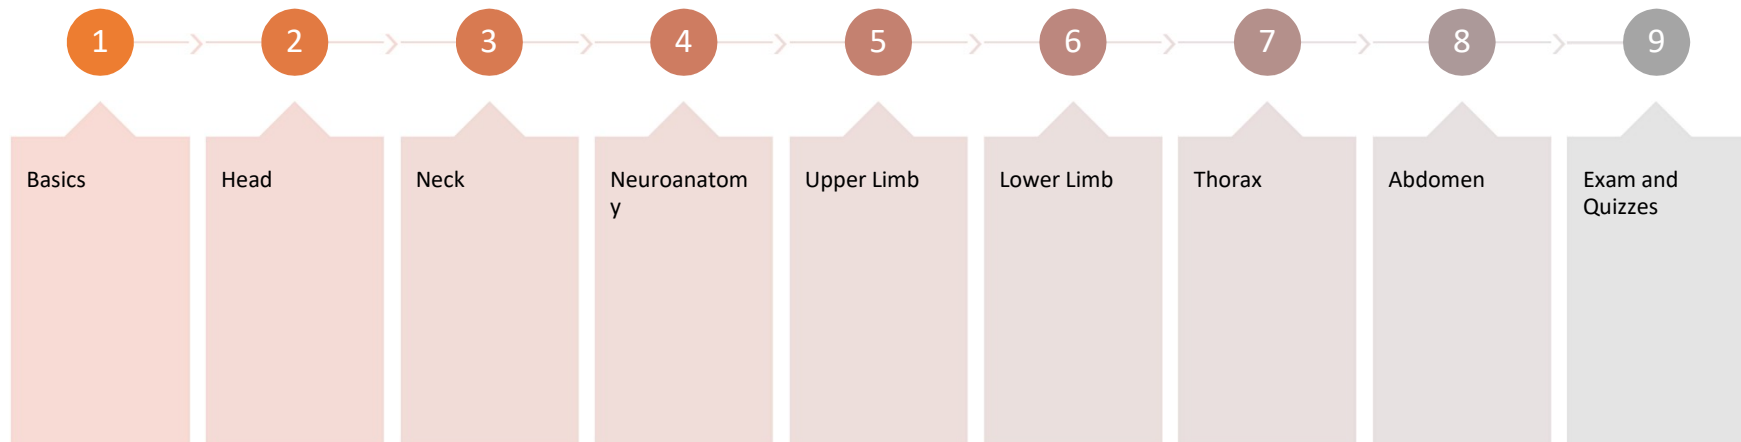 1
2
3
4
5
6
7
8
9
Basics
Head
Neck
Neuroanatom
y
Upper Limb
Lower Limb
Thorax
Abdomen
Exam and
Quizzes